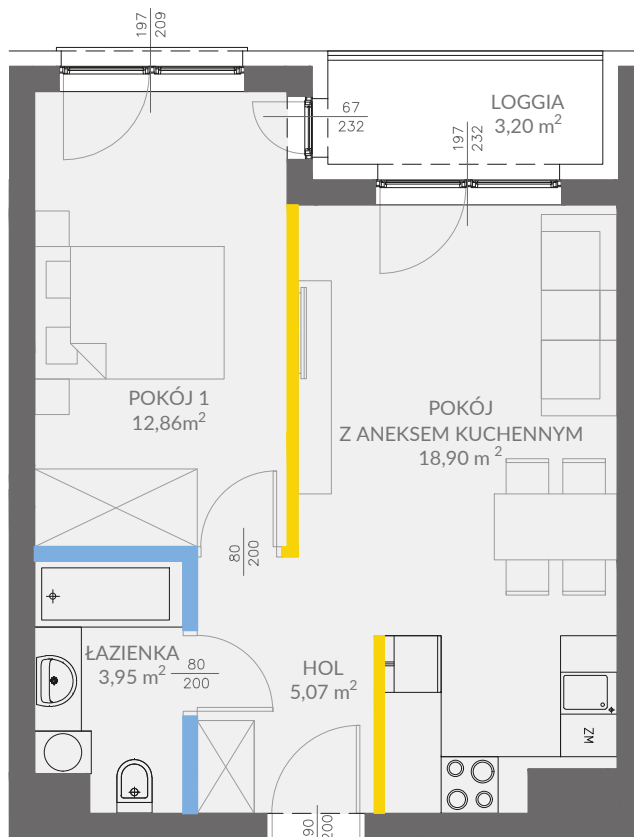 197
209
67
232
LOGGIA
3,20 m²
197
232
POKÓJ 1
12,86m²
POKÓJ
Z ANEKSEM KUCHENNYM
18,90 m²
80
200
ŁAZIENKA
3,95 m²
80
200
HOL
5,07 m²
ZM
90
200